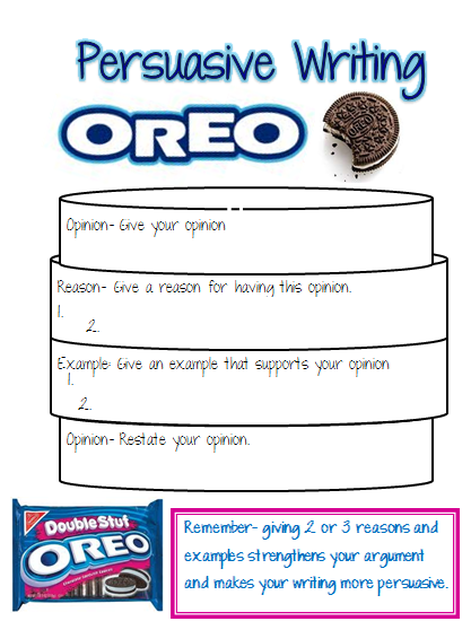 Persuasive Writing
OREO
OREO
Opinion- Give your opinion
Reason- Give a reason for having this opinion.
1.
2.
Example: Give an example that supports your opinion
1.
2.
Opinion- Restate your opinion.
Double Stuf
OREO
Remember- giving 2 or 3 reasons and
examples strengthens your argument
and makes your writing more persuasive.